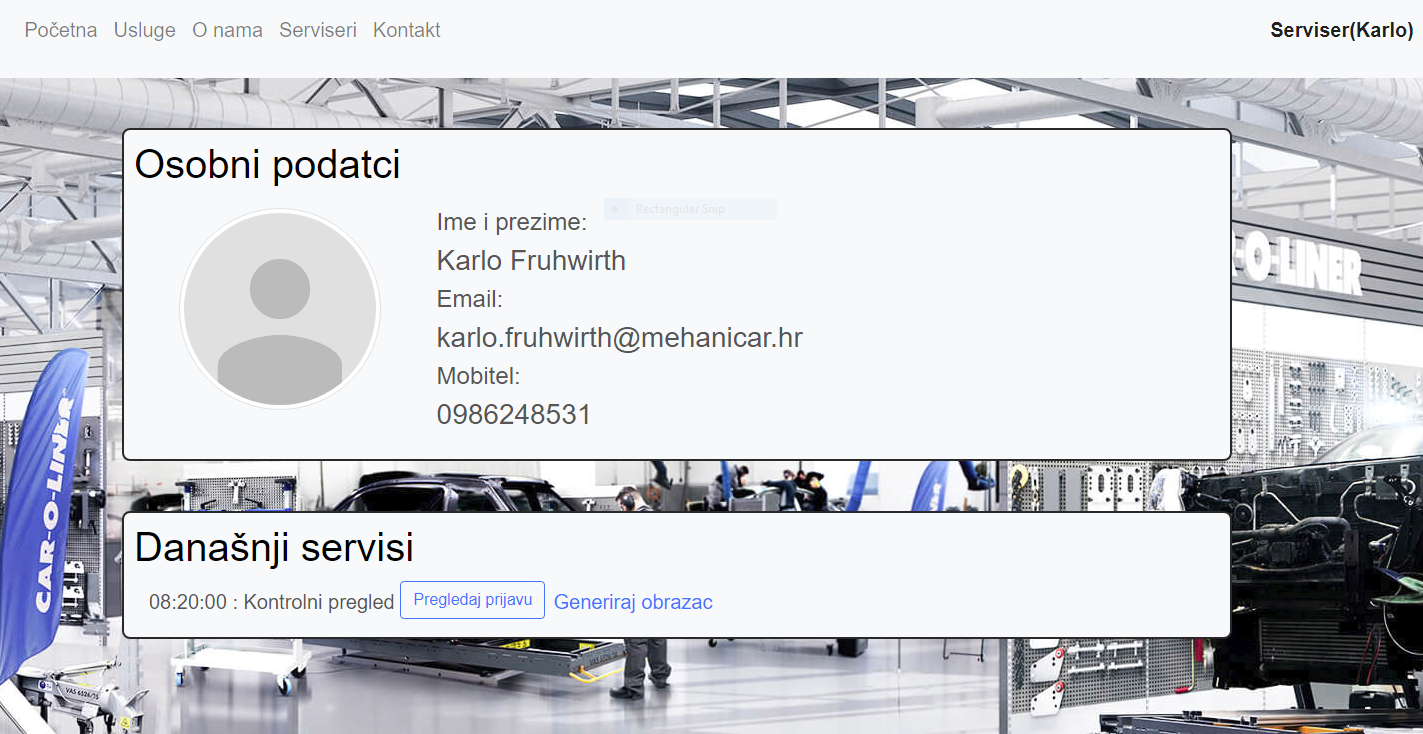 Početna Usluge O nama Serviseri Kontakt Serviser(Karlo)
Osobni podatci
Rectangular Snip
Ime i prezime:
Karlo Fruhwirth
Email:
karlo.fruhwirth@mehanicar.hr
Mobitel:
0986248531
-O-LINER
CAR-O-LINER
Današnji servisi
08:20:00 : Kontrolni pregled Pregledaj prijavu Generiraj obrazac